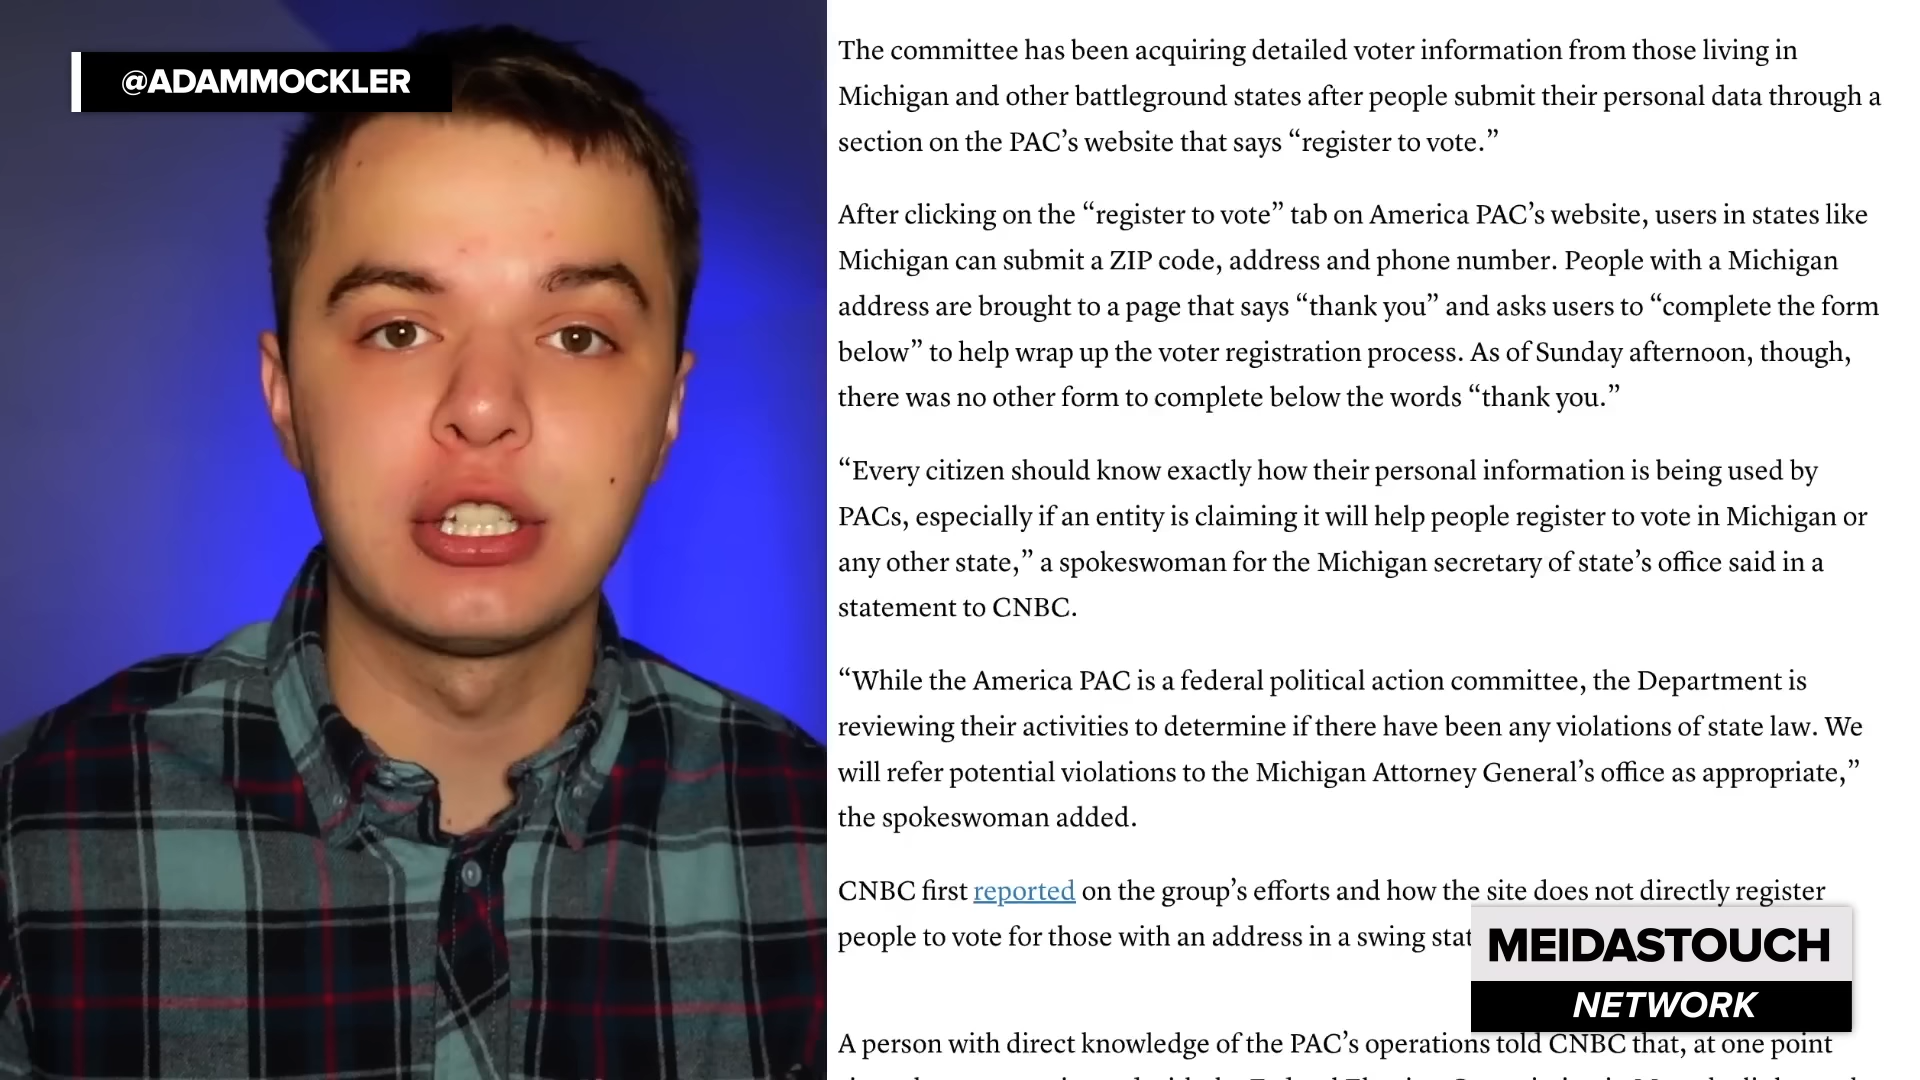 @ADAMMOCKLER
The committee has been acquiring detailed voter information from those living in
Michigan and other battleground states after people submit their personal data through a
section on the PAC’s website that says “register to vote.”
After clicking on the “register to vote” tab on America PAC’s website, users in states like
Michigan can submit a ZIP code, address and phone number. People with a Michigan
address are brought to a page that says “thank you” and asks users to “complete the form
below” to help wrap up the voter registration process. As of Sunday afternoon, though,
there was no other form to complete below the words “thank you.”
“Every citizen should know exactly how their personal information is being used by
PACs, especially if an entity is claiming it will help people register to vote in Michigan or
any other state,” a spokeswoman for the Michigan secretary of state’s office said in a
statement to CNBC.
“While the America PAC is a federal political action committee, the Department is
reviewing their activities to determine if there have been any violations of state law. We
will refer potential violations to the Michigan Attorney General’s office as appropriate,”
the spokeswoman added.
CNBC first reported on the group’s efforts and how the site does not directly register
people to vote for those with an address in a swing stat
MEIDASTOUCH
NETWORK
A person with direct knowledge of the PAC’s operations told CNBC that, at one point